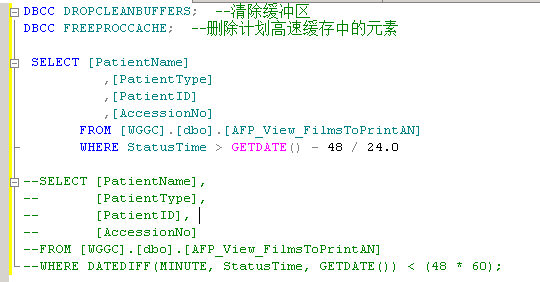 DBCC DROPCLEANBUFFERS;  --清除缓冲区
DBCC FREEPROCCACHE;  --删除计划高速缓存中的元素
SELECT [PatientName]
,[PatientType]
,[PatientID]
,[AccessionNo]
FROM [WGGC].[dbo].[AFP_View_FilmsToPrintAN]
WHERE StatusTime > GETDATE() - 48 / 24.0
--SELECT [PatientName],
--      [PatientType],
--      [PatientID],
--      [AccessionNo]
--FROM [WGGC].[dbo].[AFP_View_FilmsToPrintAN]
--WHERE DATEDIFF(MINUTE, StatusTime, GETDATE()) < (48 * 60);